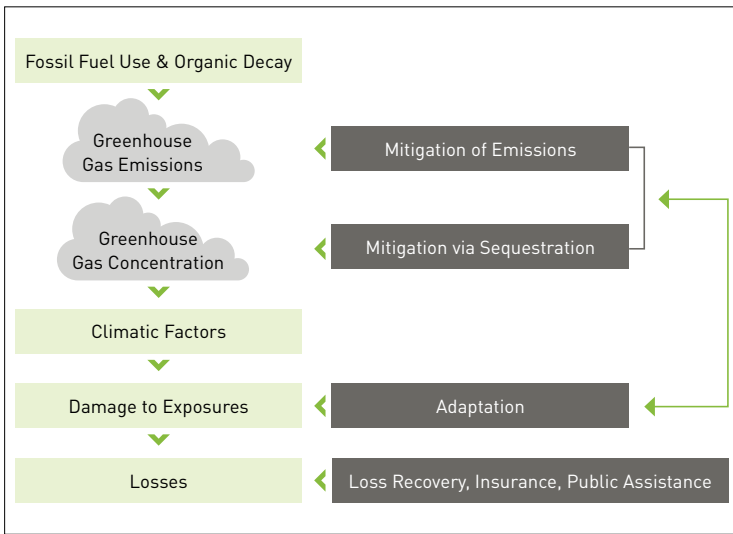 Fossil Fuel Use & Organic Decay
Greenhouse
Gas Emissions
Mitigation of Emissions
Greenhouse
Gas Concentration
Mitigation via Sequestration
Climatic Factors
Damage to Exposures
Adaptation
Losses
Loss Recovery, Insurance, Public Assistance